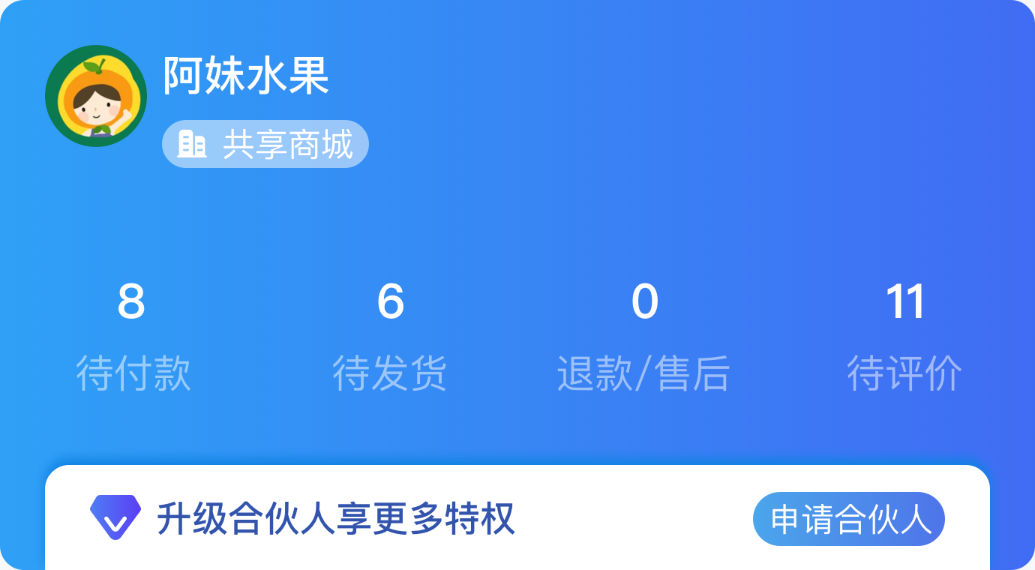 阿妹水果
共享商城
8 6 0 11
待付款 待发货 退款/售后 待评价
升级合伙人享更多特权 申请合伙人